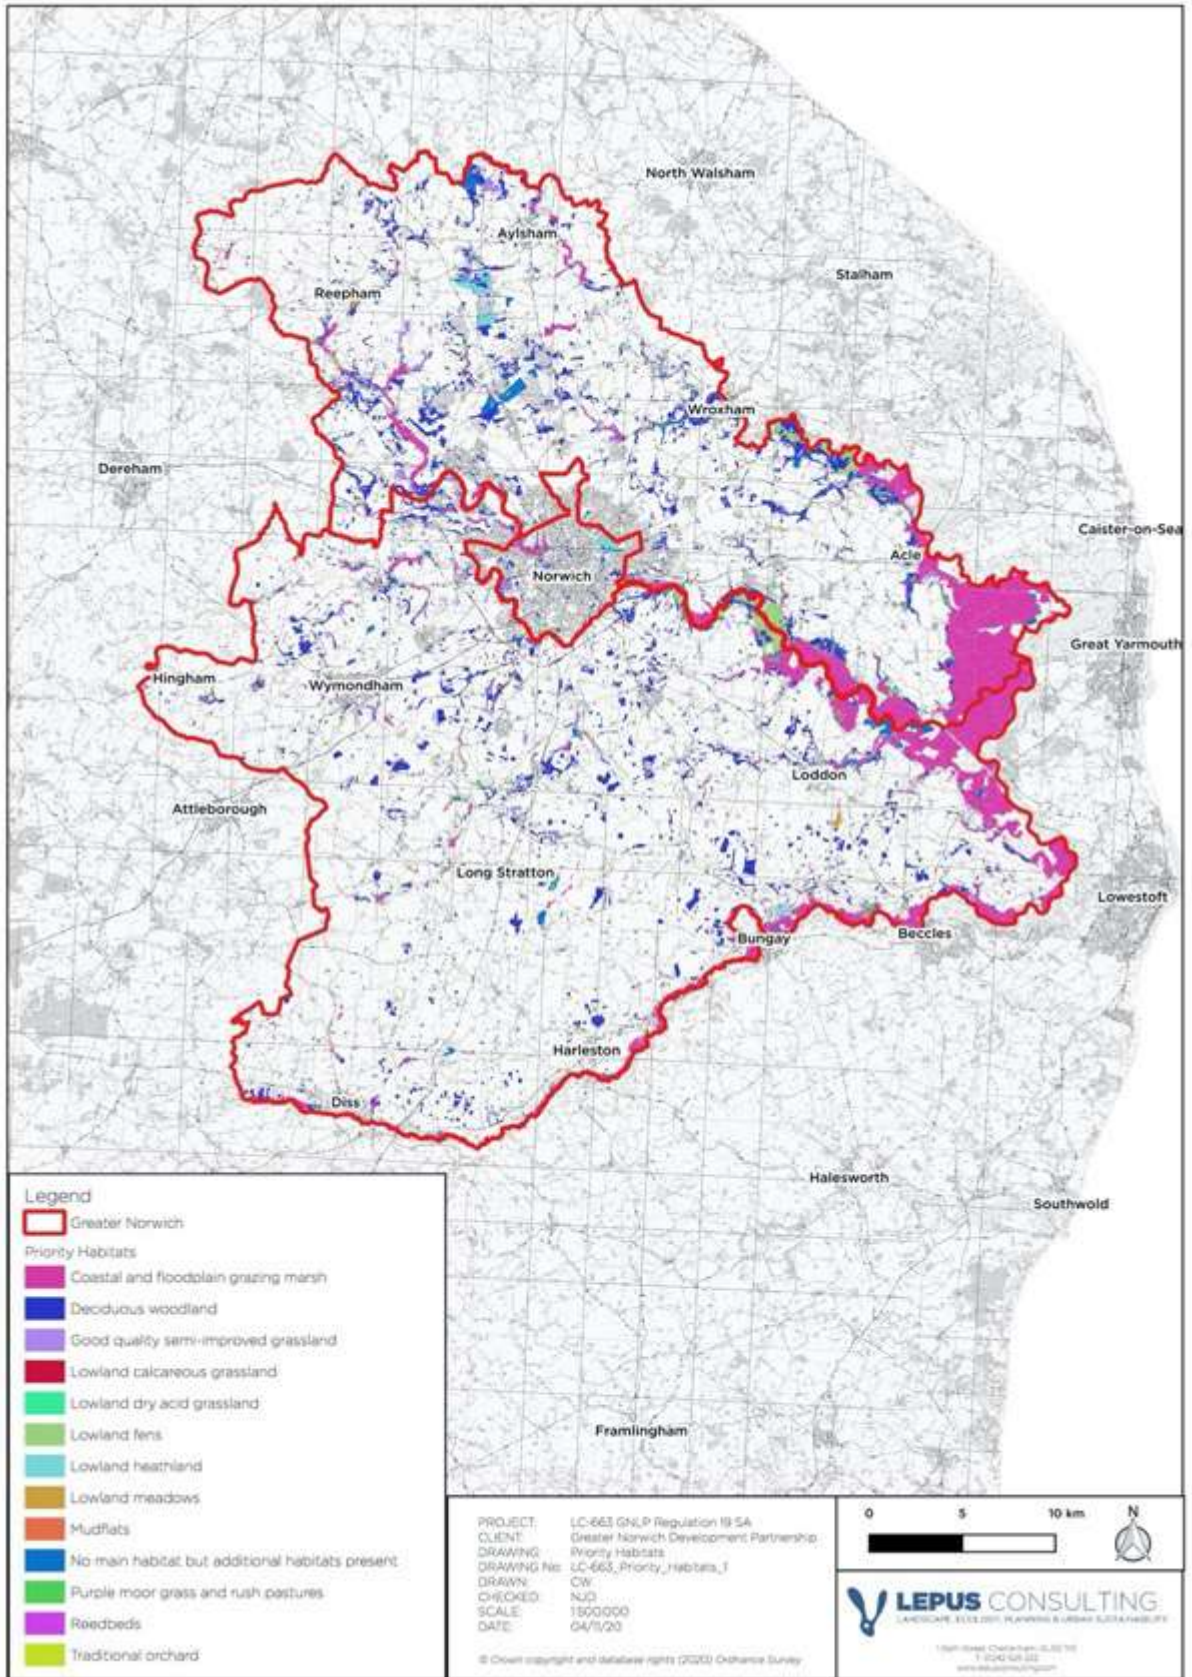 North Walsham
Aylsham
Stalham
Reepham
Wroxham
Dereham
Caister-on-Sea
Acle
Norwich
Great Yarmouth
Hingham
Wymondham
Loddon
Attleborough
Long Stratton
Lowestoft
Bungay
Beccles
Harleston
Diss
Halesworth
Southwold
Framlingham
Legend
Greater Norwich
Priority Habitats
Coastal and floodplain grazing marsh
Deciduous woodland
Good quality semi-improved grassland
Lowland calcareous grassland
Lowland dry acid grassland
Lowland fens
Lowland heathland
Lowland meadows
Mudflats
No main habitat but additional habitats present
Purple moor grass and rush pastures
Reedbeds
Traditional orchard
PROJECT: LC-663 GNLP Regulation 19 SA
CLIENT: Greater Norwich Development Partnership
DRAWING: Priority Habitats
DRAWING No: LC-663_Priority_Habitats_1
DRAWN: CW
CHECKED: NJD
SCALE: 1:500,000
DATE: 04/11/20
© Crown copyright and database rights (2020) Ordnance Survey
0 5 10 km
N
LEPUS CONSULTING
LANDSCAPE, ECOLOGY, PLANNING & URBAN SUSTAINABILITY